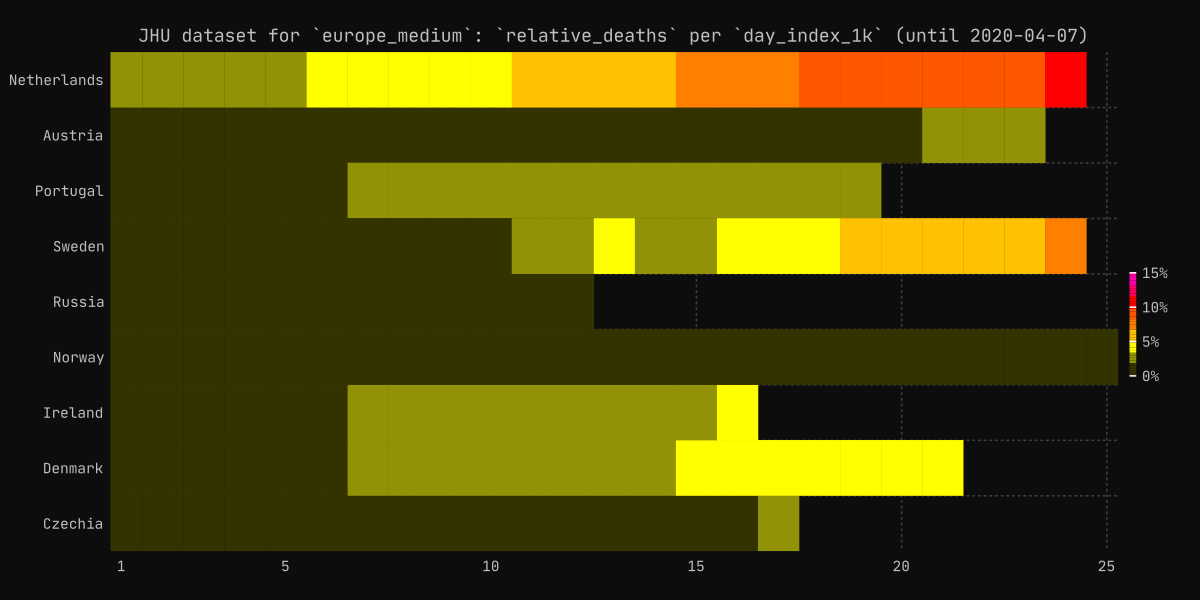 JHU dataset for `europe_medium`: `relative_deaths` per `day_index_1k` (until 2020-04-07)
Netherlands
Austria
Portugal
Sweden
Russia
Norway
Ireland
Denmark
Czechia
15%
10%
5%
0%
1 5 10 15 20 25